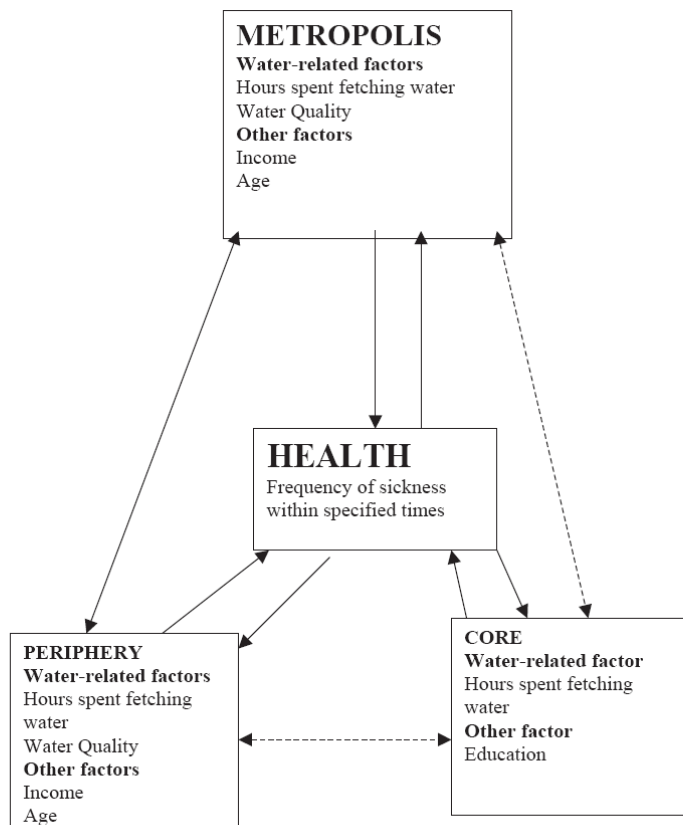 METROPOLIS
Water-related factors
Hours spent fetching water
Water Quality
Other factors
Income
Age
HEALTH
Frequency of sickness
within specified times
PERIPHERY
Water-related factors
Hours spent fetching
water
Water Quality
Other factors
Income
Age
CORE
Water-related factor
Hours spent fetching
water
Other factor
Education